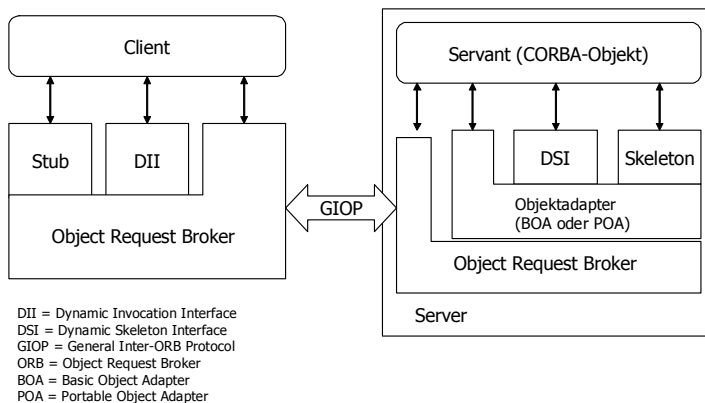 Client
Stub
DII
Object Request Broker
GIOP
Servant (CORBA-Objekt)
DSI
Skeleton
Objektadapter
(BOA oder POA)
Object Request Broker
Server
DII = Dynamic Invocation Interface
DSI = Dynamic Skeleton Interface
GIOP = General Inter-ORB Protocol
ORB = Object Request Broker
BOA = Basic Object Adapter
POA = Portable Object Adapter